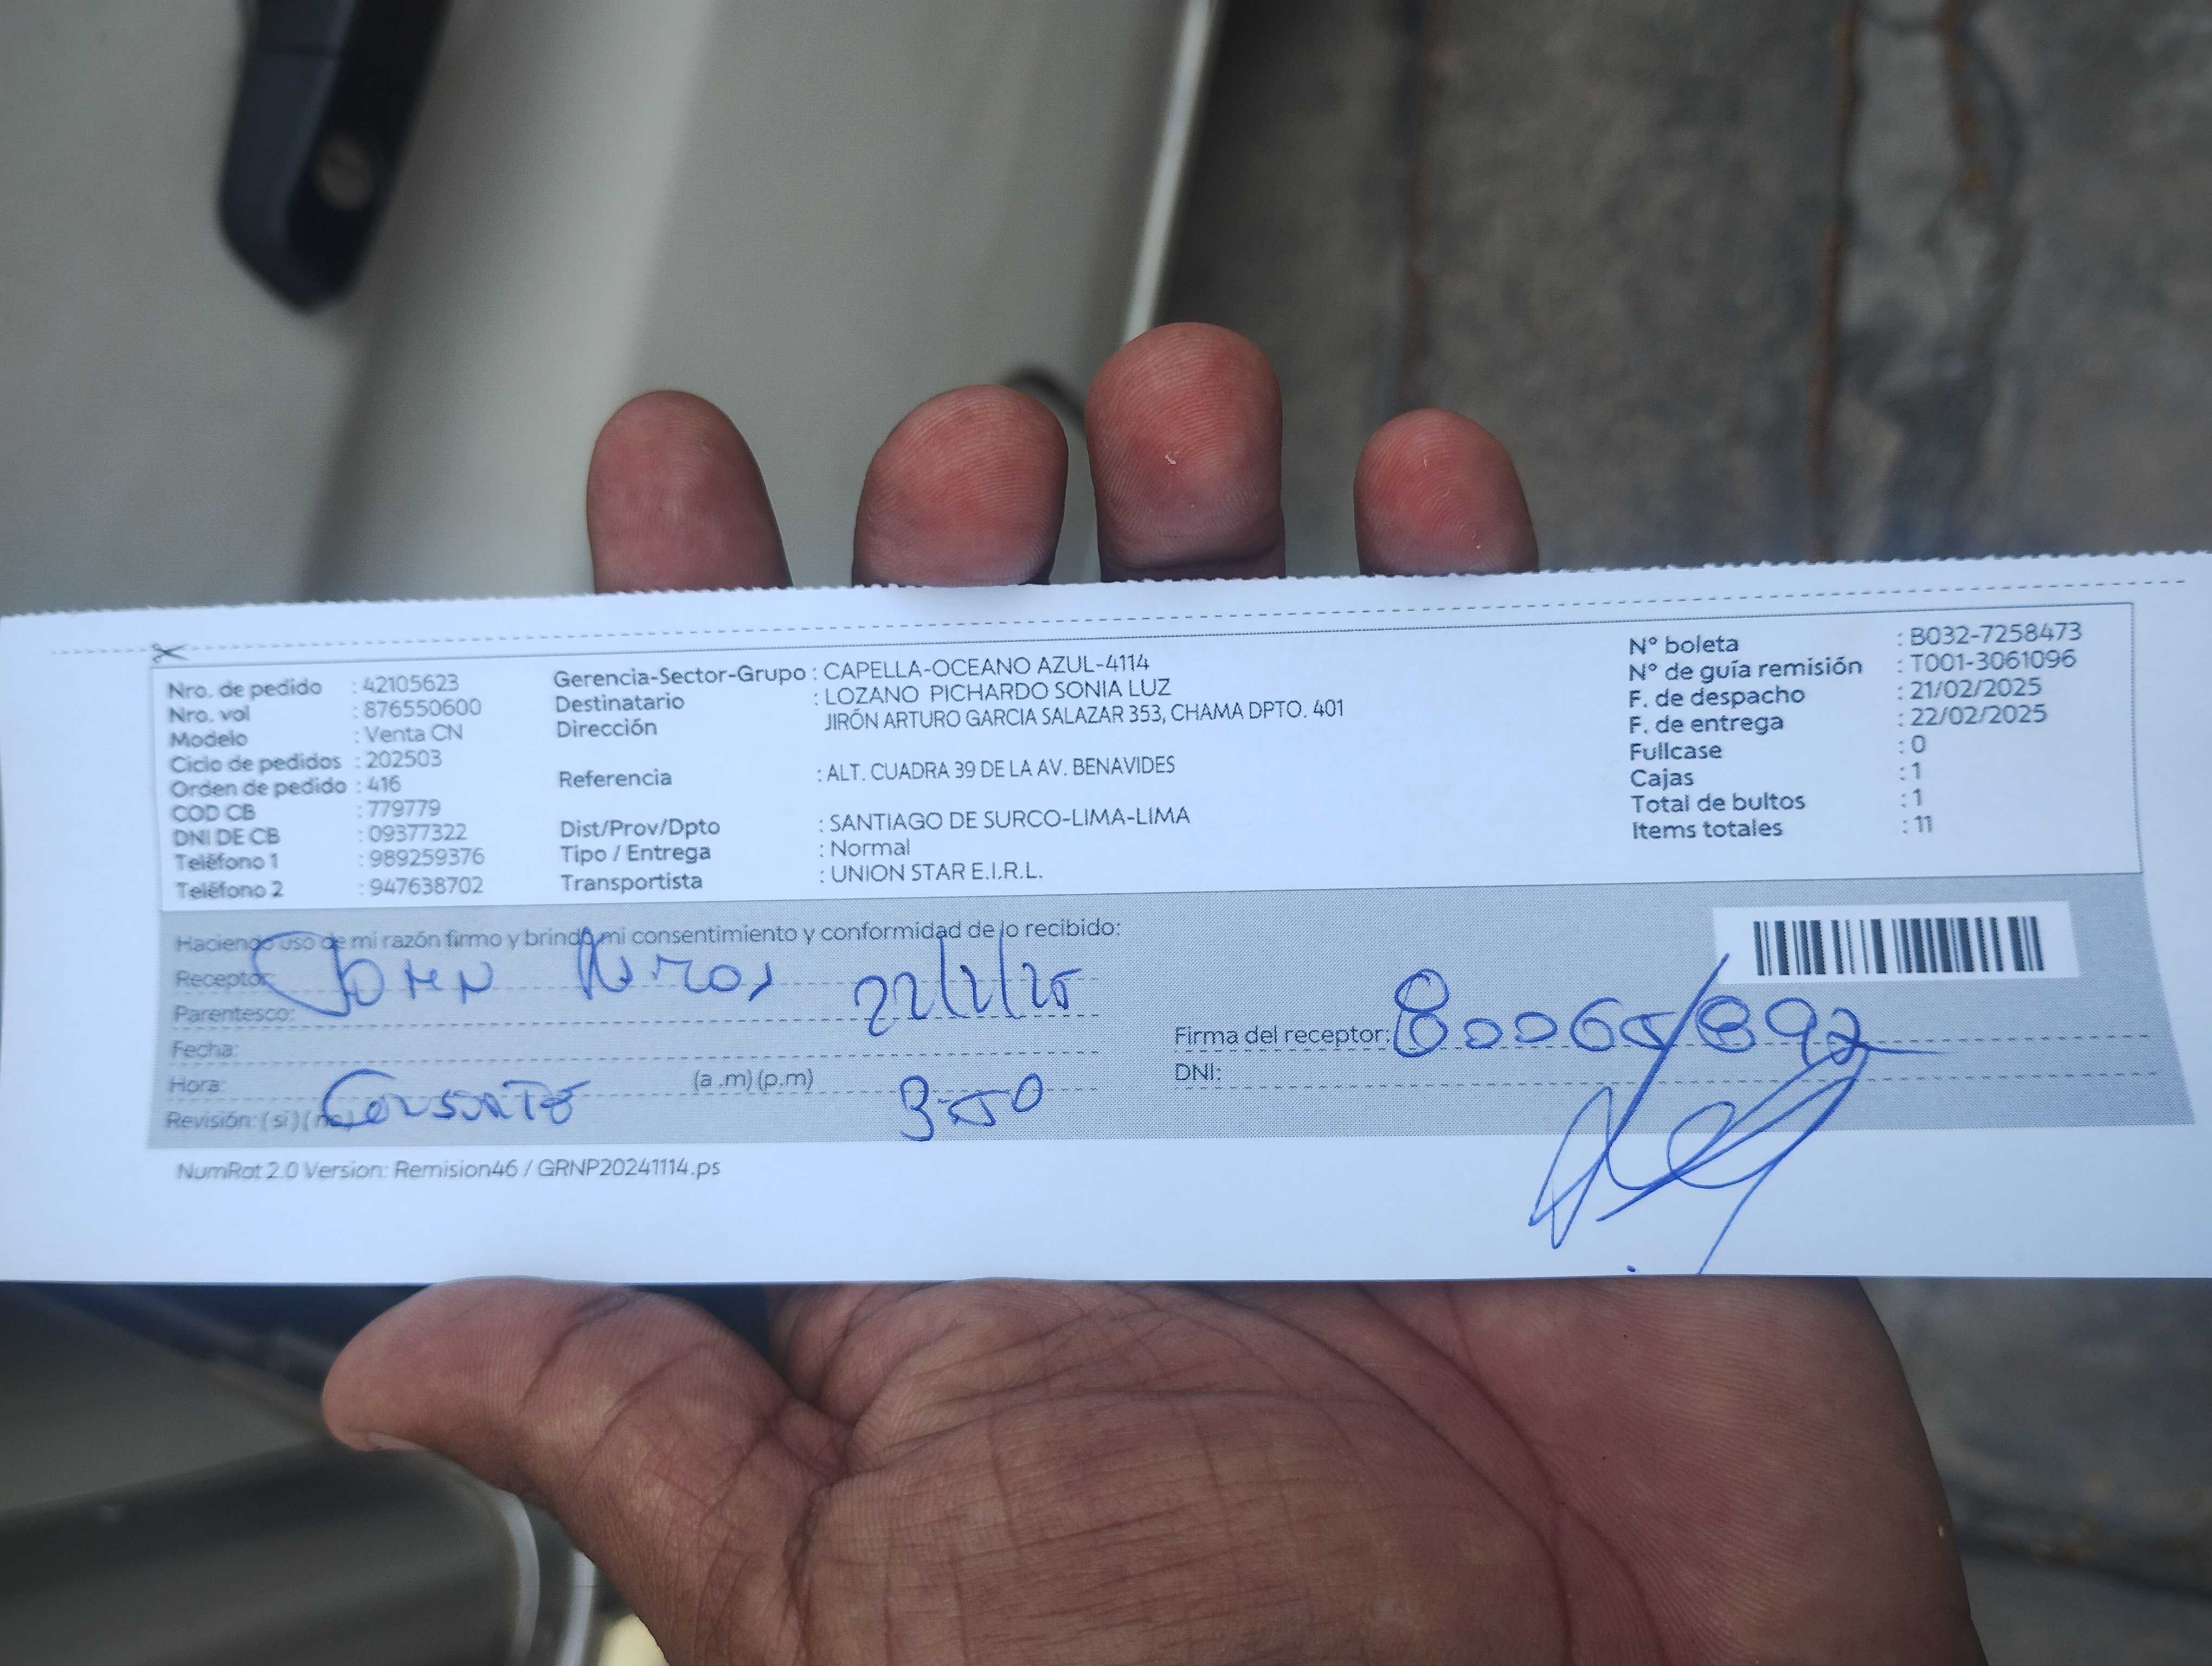 Nro. de pedido : 42105623
Nro. vol : 876550600
Modelo : Venta CN
Ciclo de pedidos : 202503
Orden de pedido : 416
COD CB : 779779
DNI DE CB : 09377322
Teléfono 1 : 989259376
Teléfono 2 : 947638702
Gerencia-Sector-Grupo : CAPELLA-OCEANO AZUL-4114
Destinatario : LOZANO PICHARDO SONIA LUZ
Dirección JIRÓN ARTURO GARCIA SALAZAR 353, CHAMA DPTO. 401
Referencia : ALT. CUADRA 39 DE LA AV. BENAVIDES
Dist/Prov/Dpto : SANTIAGO DE SURCO-LIMA-LIMA
Tipo / Entrega : Normal
Transportista : UNION STAR E.I.R.L.
N° boleta : B032-7258473
N° de guía remisión : T001-3061096
F. de despacho : 21/02/2025
F. de entrega : 22/02/2025
Fullcase : 0
Cajas : 1
Total de bultos : 1
Items totales : 11
Haciendo uso de mi razón firmo y brindo mi consentimiento y conformidad de lo recibido:
Receptor: John
Parentesco: 22/2/25
Fecha:
Hora: (a .m) (p.m) 3:50
Revisión: ( si ) ( no )
Firma del receptor: 80065892
DNI:
NumRot 2.0 Version: Remision46 / GRNP20241114.ps